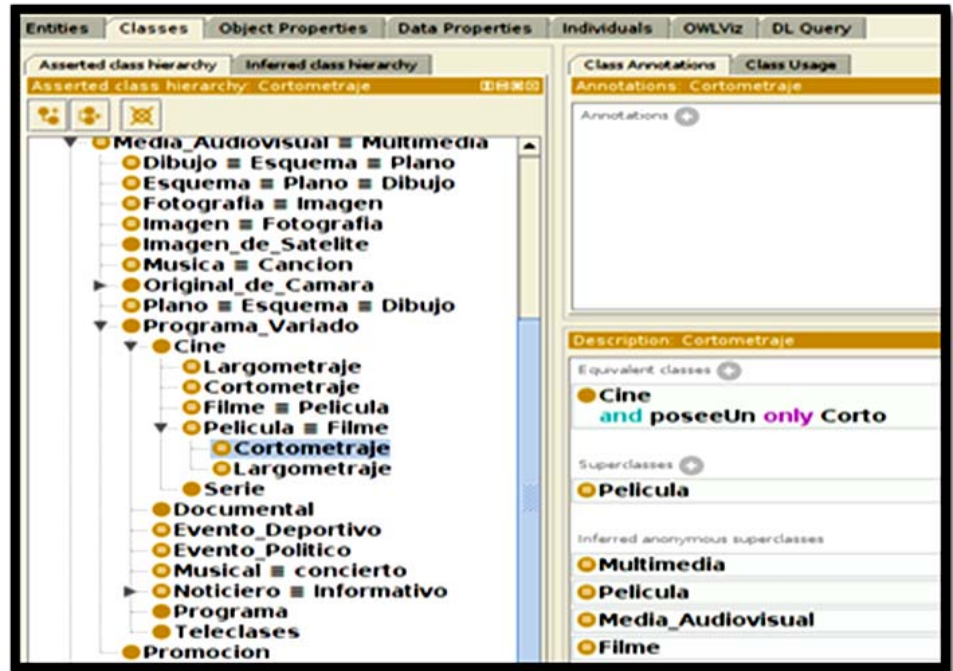 Entities Classes Object Properties Data Properties Individuals OWLViz DL Query
Asserted class hierarchy Inferred class hierarchy
Asserted class hierarchy: Cortometraje
Media_Audiovisual ≡ Multimedia
Dibujo ≡ Esquema ≡ Plano
Esquema ≡ Plano ≡ Dibujo
Fotografia ≡ Imagen
Imagen ≡ Fotografia
Imagen_de_Satelite
Musica ≡ Cancion
Original_de_Camara
Plano ≡ Esquema ≡ Dibujo
Programa_Variado
Cine
Largometraje
Cortometraje
Filme ≡ Pelicula
Pelicula ≡ Filme
Cortometraje
Largometraje
Serie
Documental
Evento_Deportivo
Evento_Politico
Musical ≡ concierto
Noticiero ≡ Informativo
Programa
Teleclases
Promocion
Class Annotations Class Usage
Annotations: Cortometraje
Annotations
Description: Cortometraje
Equivalent classes
Cine
and poseeUn only Corto
Superclasses
Pelicula
Inferred anonymous superclasses
Multimedia
Pelicula
Media_Audiovisual
Filme